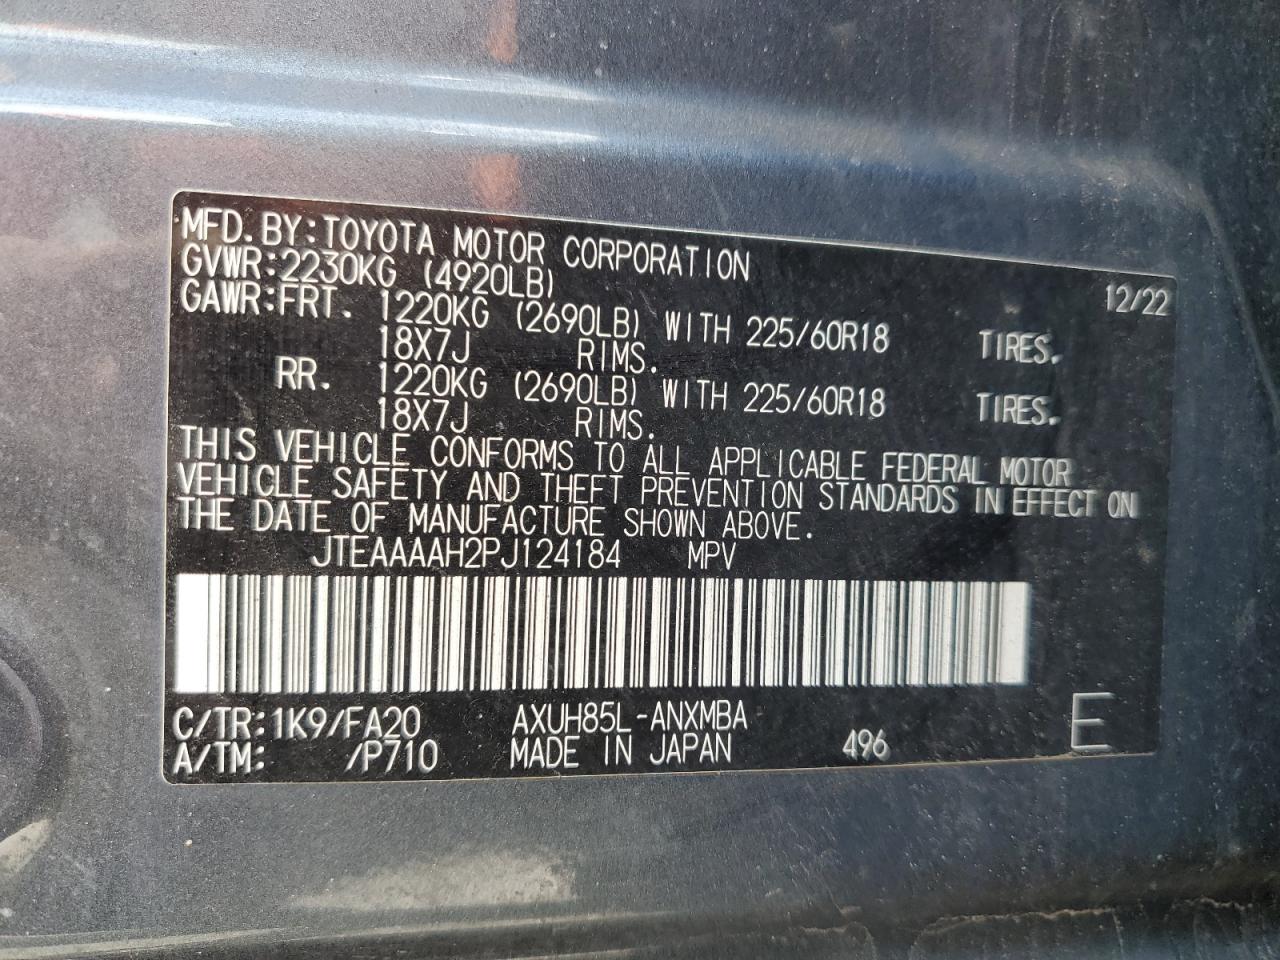 MFD. BY:TOYOTA MOTOR CORPORATION 12/22
GVWR:2230KG (4920LB)
GAWR:FRT. 1220KG (2690LB) WITH 225/60R18 TIRES.
18X7J RIMS.
RR. 1220KG (2690LB) WITH 225/60R18 TIRES.
18X7J RIMS.
THIS VEHICLE CONFORMS TO ALL APPLICABLE FEDERAL MOTOR
VEHICLE SAFETY AND THEFT PREVENTION STANDARDS IN EFFECT ON
THE DATE OF MANUFACTURE SHOWN ABOVE.
JTEAAAAH2PJ124184 MPV
C/TR:1K9/FA20 AXUH85L-ANXMBA E
A/TM: /P710 MADE IN JAPAN 496